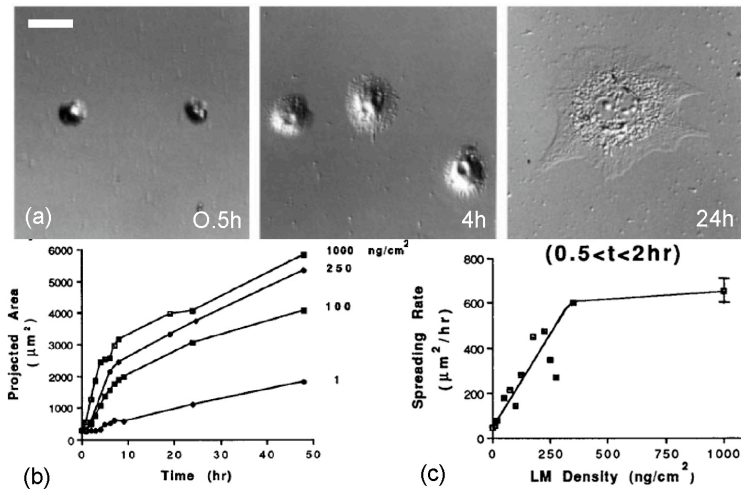 (a)
O.5h
4h
24h
6000
5000
4000
3000
2000
1000
0
Projected Area
(μm²)
0
10
20
30
40
50
Time (hr)
1000 ng/cm²
250
100
1
(b)
(0.5<t<2hr)
800
600
400
200
0
Spreading Rate
(μm²/hr)
0
250
500
750
1000
LM Density (ng/cm²)
(c)